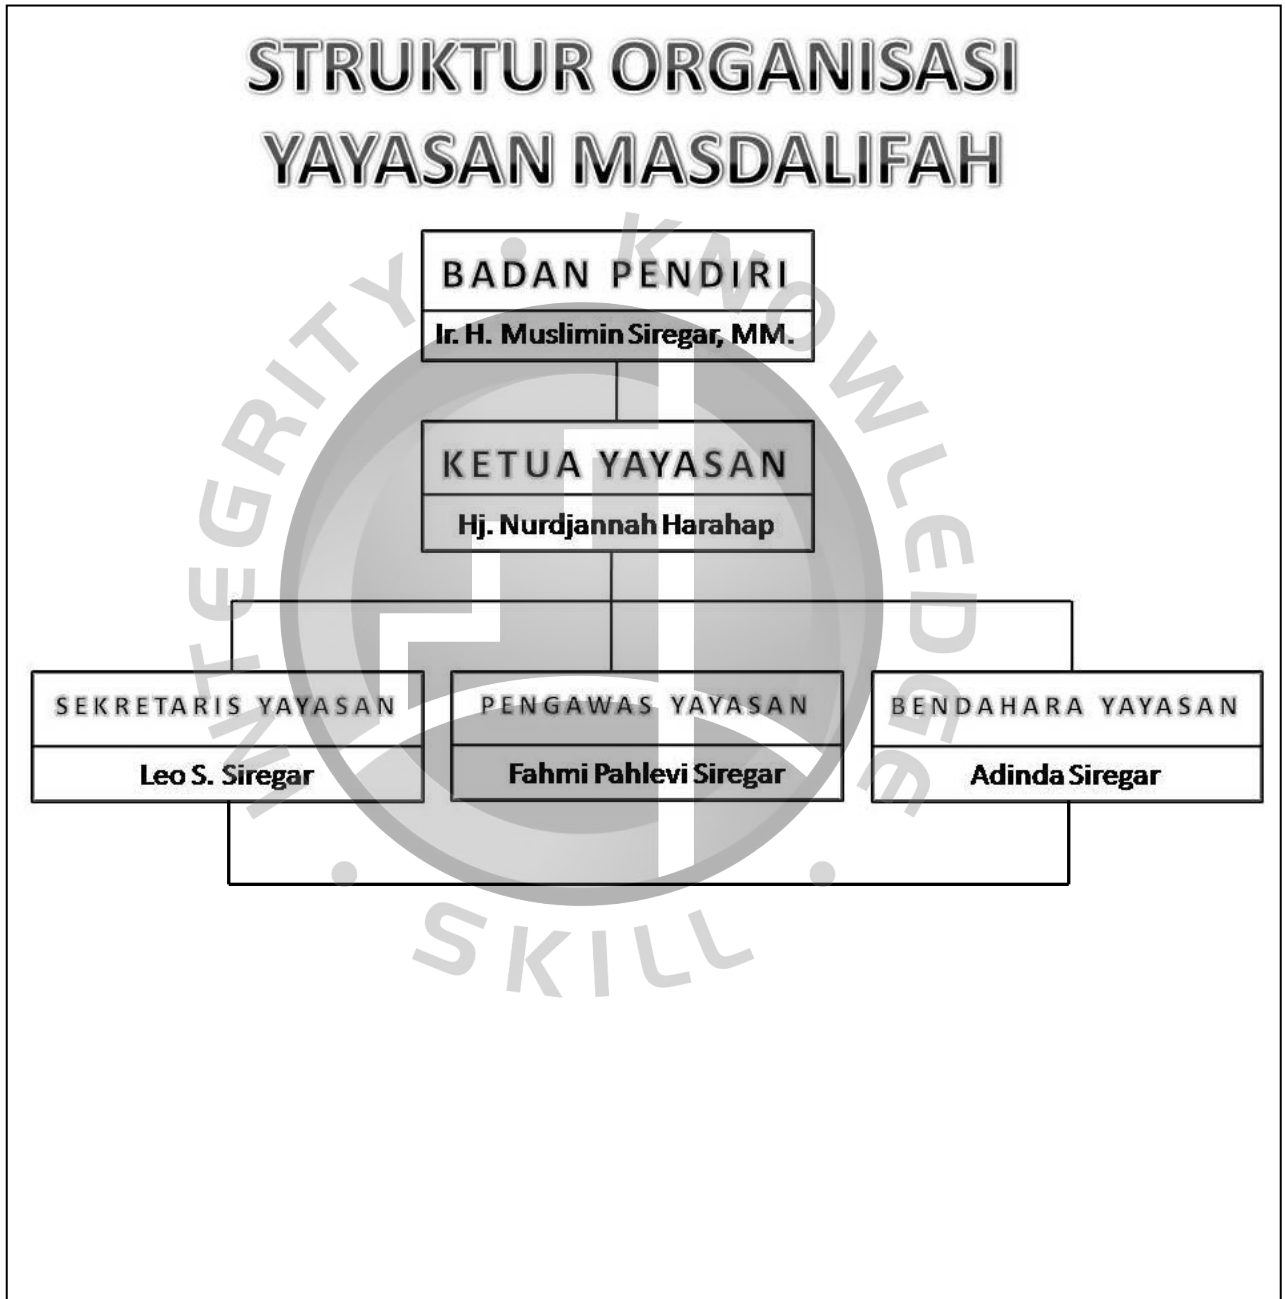 STRUKTUR ORGANISASI
YAYASAN MASDALIFAH
BADAN PENDIRI
Ir. H. Muslimin Siregar, MM.
KETUA YAYASAN
Hj. Nurdjannah Harahap
SEKRETARIS YAYASAN
Leo S. Siregar
PENGAWAS YAYASAN
Fahmi Pahlevi Siregar
BENDAHARA YAYASAN
Adinda Siregar
INTEGRITY • KNOWLEDGE • SKILL •